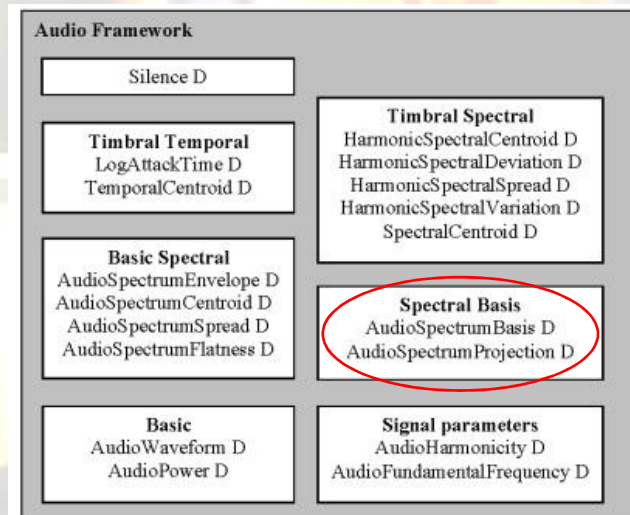 Audio Framework
Silence D
Timbral Temporal
LogAttackTime D
TemporalCentroid D
Basic Spectral
AudioSpectrumEnvelope D
AudioSpectrumCentroid D
AudioSpectrumSpread D
AudioSpectrumFlatness D
Basic
AudioWaveform D
AudioPower D
Timbral Spectral
HarmonicSpectralCentroid D
HarmonicSpectralDeviation D
HarmonicSpectralSpread D
HarmonicSpectralVariation D
SpectralCentroid D
Spectral Basis
AudioSpectrumBasis D
AudioSpectrumProjection D
Signal parameters
AudioHarmonicity D
AudioFundamentalFrequency D